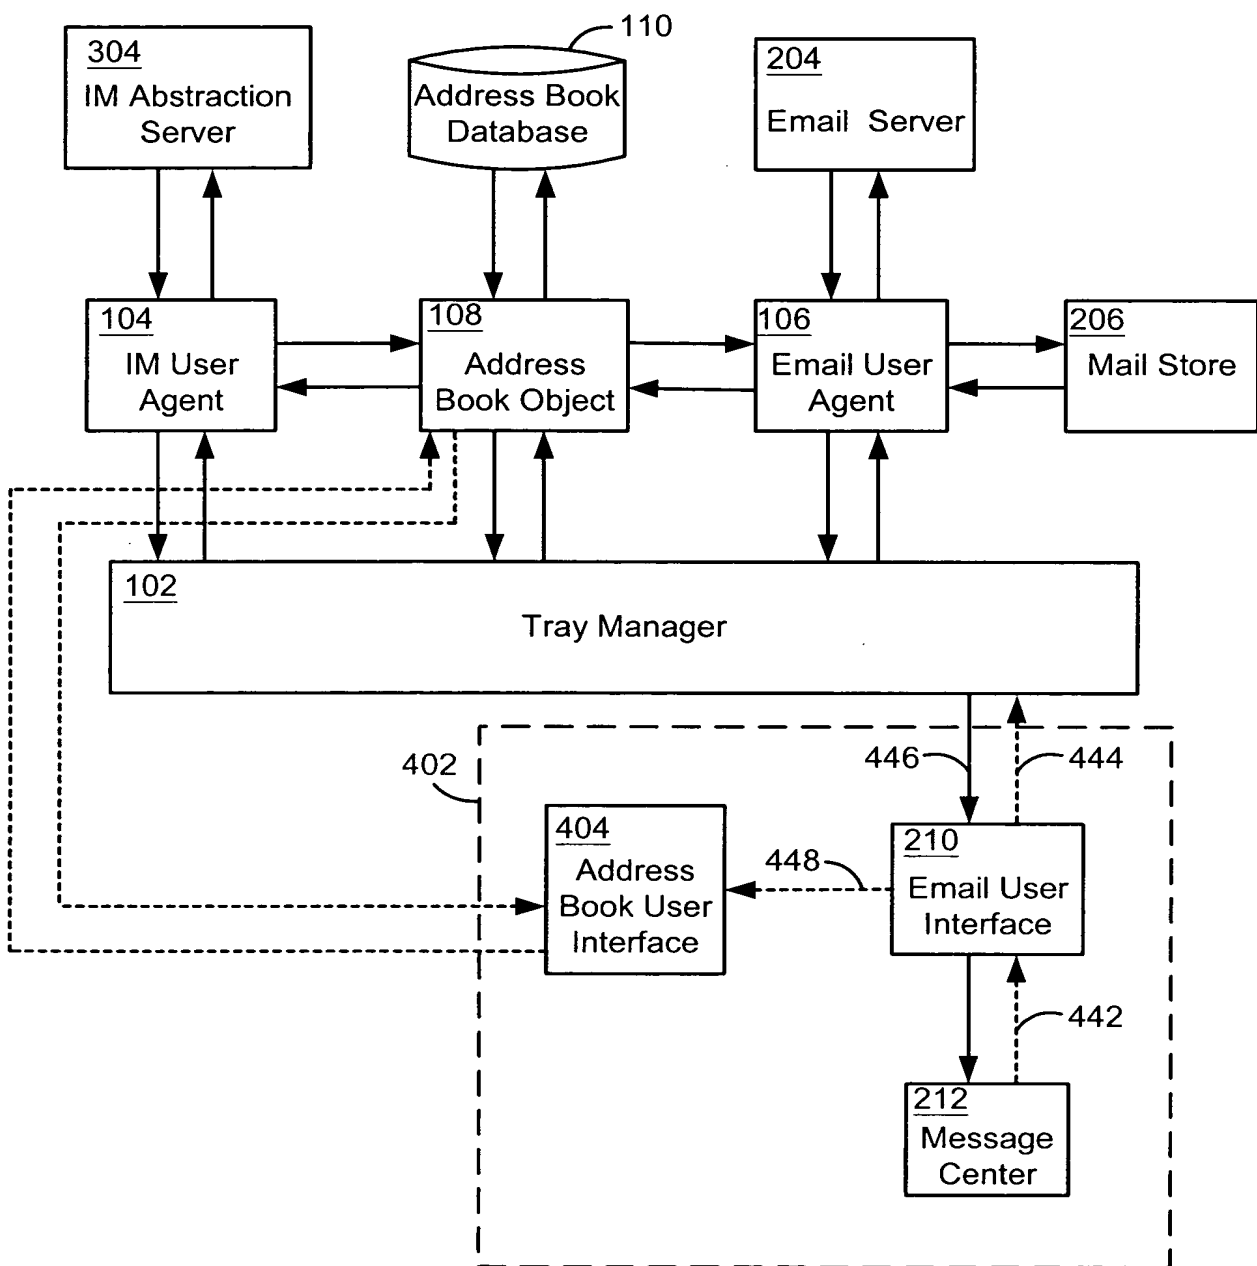 110
304
IM Abstraction
Server
Address Book
Database
204
Email Server
104
IM User
Agent
108
Address
Book Object
106
Email User
Agent
206
Mail Store
102
Tray Manager
402
446
444
404
Address
Book User
Interface
448
210
Email User
Interface
442
212
Message
Center